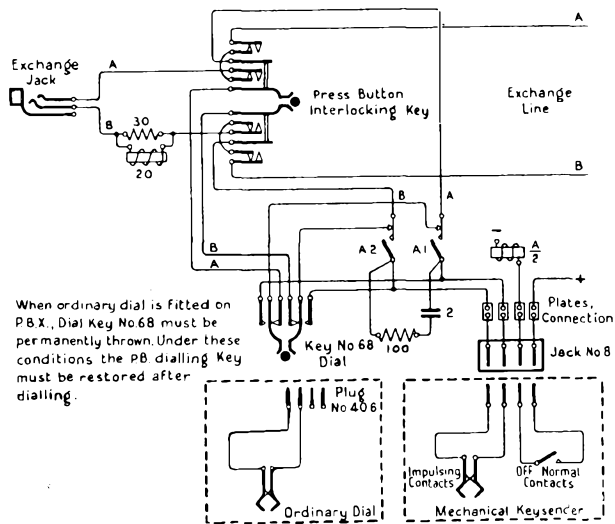 A
Exchange
Jack
A
B
30
20
Press Button
Interlocking Key
Exchange
Line
B
B
A
B
A
A 2
A 1
A
2
+
−
2
100
Plates,
Connection
When ordinary dial is fitted on
P.B.X., Dial Key No.68 must be
permanently thrown. Under these
conditions the P.B. dialling Key
must be restored after
dialling.
Key No 68
Dial
Jack No 8
Plug
No 406
Impulsing
Contacts
Off Normal
Contacts
Ordinary Dial
Mechanical Keysender